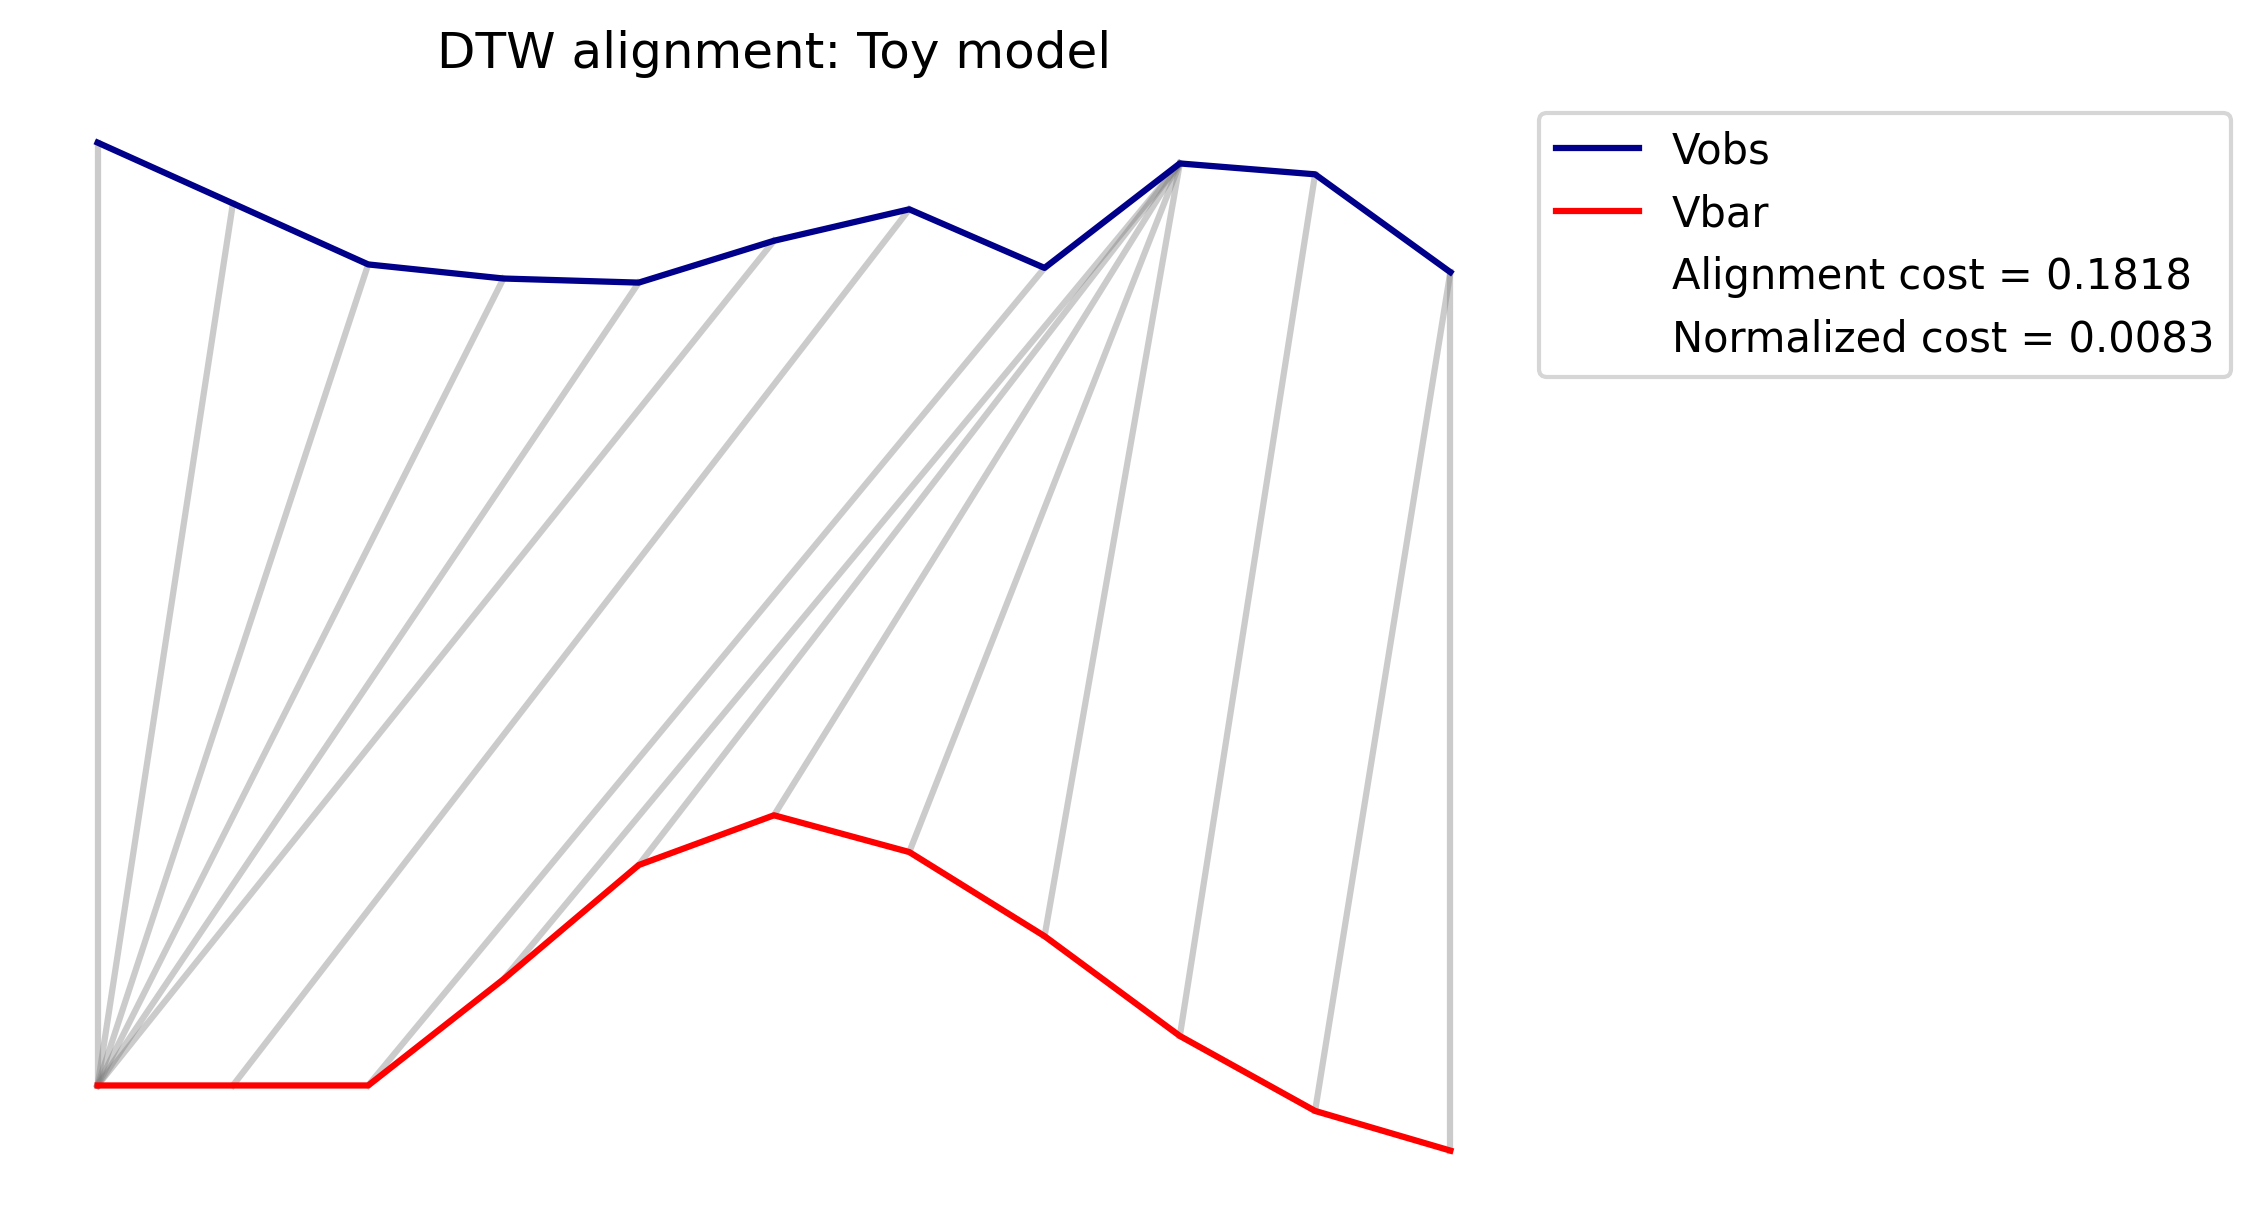 DTW alignment: Toy model
Vobs
Vbar
Alignment cost = 0.1818
Normalized cost = 0.0083